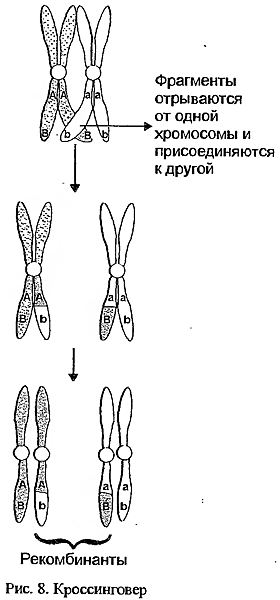 A A a a
B b B b
Фрагменты
отрываются
от одной
хромосомы и
присоединяются
к другой
A A a a
B b B b
A A a a
B b B b
Рекомбинанты
Рис. 8. Кроссинговер